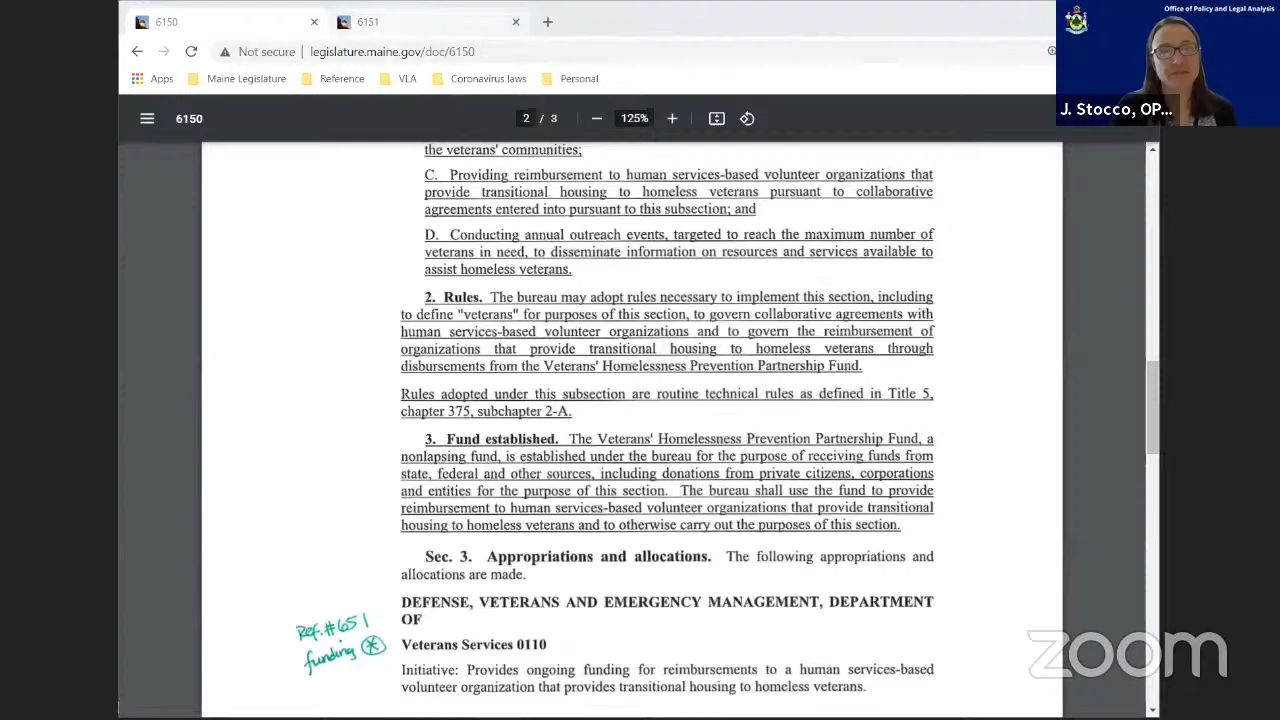 6150
6151
Office of Policy and Legal Analysis
Not secure | legislature.maine.gov/doc/6150
Apps
Maine Legislature
Reference
VLA
Coronavirus laws
Personal
J. Stocco, OP...
6150
2 / 3
125%
the veterans' communities;
C. Providing reimbursement to human services-based volunteer organizations that
provide transitional housing to homeless veterans pursuant to collaborative
agreements entered into pursuant to this subsection; and
D. Conducting annual outreach events, targeted to reach the maximum number of
veterans in need, to disseminate information on resources and services available to
assist homeless veterans.
2. Rules. The bureau may adopt rules necessary to implement this section, including
to define "veterans" for purposes of this section, to govern collaborative agreements with
human services-based volunteer organizations and to govern the reimbursement of
organizations that provide transitional housing to homeless veterans through
disbursements from the Veterans' Homelessness Prevention Partnership Fund.
Rules adopted under this subsection are routine technical rules as defined in Title 5,
chapter 375, subchapter 2-A.
3. Fund established. The Veterans' Homelessness Prevention Partnership Fund, a
nonlapsing fund, is established under the bureau for the purpose of receiving funds from
state, federal and other sources, including donations from private citizens, corporations
and entities for the purpose of this section. The bureau shall use the fund to provide
reimbursement to human services-based volunteer organizations that provide transitional
housing to homeless veterans and to otherwise carry out the purposes of this section.
Sec. 3. Appropriations and allocations. The following appropriations and
allocations are made.
DEFENSE, VETERANS AND EMERGENCY MANAGEMENT, DEPARTMENT
OF
Ref. #651
funding *
Veterans Services 0110
Initiative: Provides ongoing funding for reimbursements to a human services-based
volunteer organization that provides transitional housing to homeless veterans.
zoom